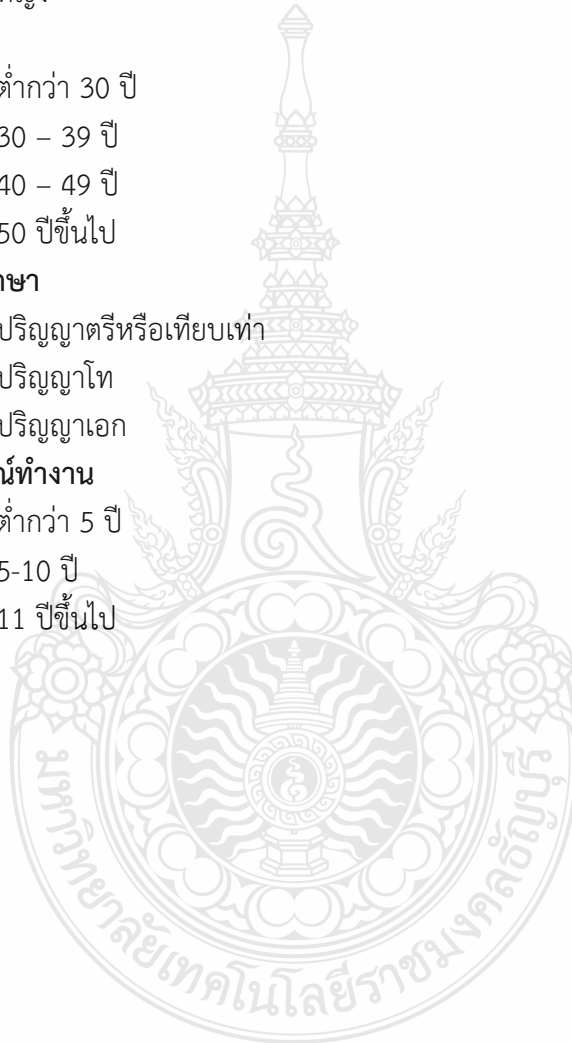 ต่ำกว่า 30 ปี
30 – 39 ปี
40 – 49 ปี
50 ปีขึ้นไป
าษา
ปริญญาตรีหรือเทียบเท่า
ปริญญาโท
ปริญญาเอก
ณ์ทำงาน
ต่ำกว่า 5 ปี
5-10 ปี
11 ปีขึ้นไป
มหาวิทยาลัยเทคโนโลยีราชมงคลธัญบุรี